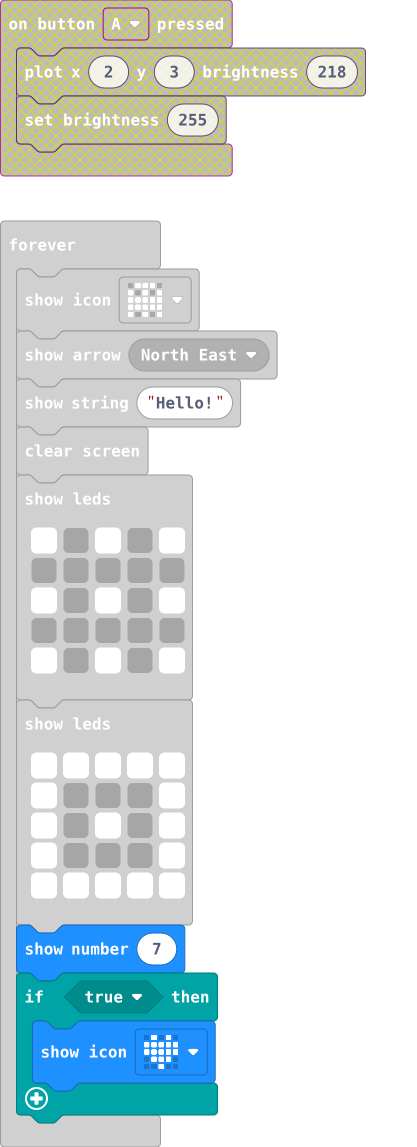 on button A pressed
plot x 2 y 3 brightness 218
set brightness 255
forever
show icon
show arrow North East
show string "Hello!"
clear screen
show leds
show leds
show number 7
if true then
show icon